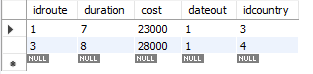 idroute duration cost dateout idcountry
1 7 23000 1 3
3 8 28000 1 4
NULL NULL NULL NULL NULL